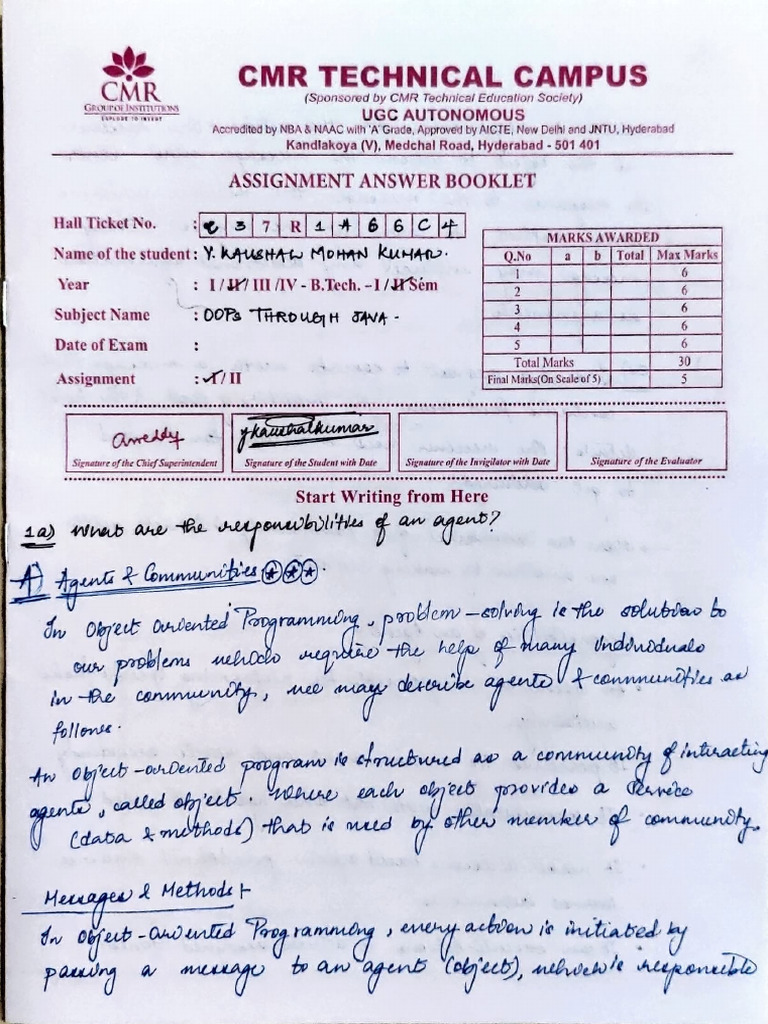 CMR
GROUP OF INSTITUTIONS
EXPLORE TO INVENT
CMR TECHNICAL CAMPUS
(Sponsored by CMR Technical Education Society)
UGC AUTONOMOUS
Accredited by NBA & NAAC with 'A' Grade, Approved by AICTE, New Delhi and JNTU, Hyderabad
Kandlakoya (V), Medchal Road, Hyderabad - 501 401
ASSIGNMENT ANSWER BOOKLET
Hall Ticket No. : 2 3 7 R 1 A 6 6 C 4
Name of the student : Y. KAUSHAL MOHAN KUMAR.
Year : I / II / III / IV - B.Tech. - I / II Sem
Subject Name : OOPs THROUGH JAVA -
Date of Exam :
Assignment : I / II
MARKS AWARDED
Q.No a b Total Max Marks
6
2 6
3 6
4 6
5 6
Total Marks 30
Final Marks(On Scale of 5) 5
ykaushalkumar
Signature of the Chief Superintendent
Signature of the Student with Date
Signature of the Invigilator with Date
Signature of the Evaluator
Start Writing from Here
1a) What are the responsibilities of an agent?
A) Agents & Communities
In Object oriented Programming, problem-solving is the solution to
our problems which require the help of many individuals
in the community, we may describe agents & communities as
follows.
An object-oriented program is structured as a community of interacting
agents, called object. Where each object provides a service
(data & methods) that is used by other member of community.
Messages & Methods :-
In object-oriented Programming, every action is initiated by
passing a message to an agent (object), which is responsible